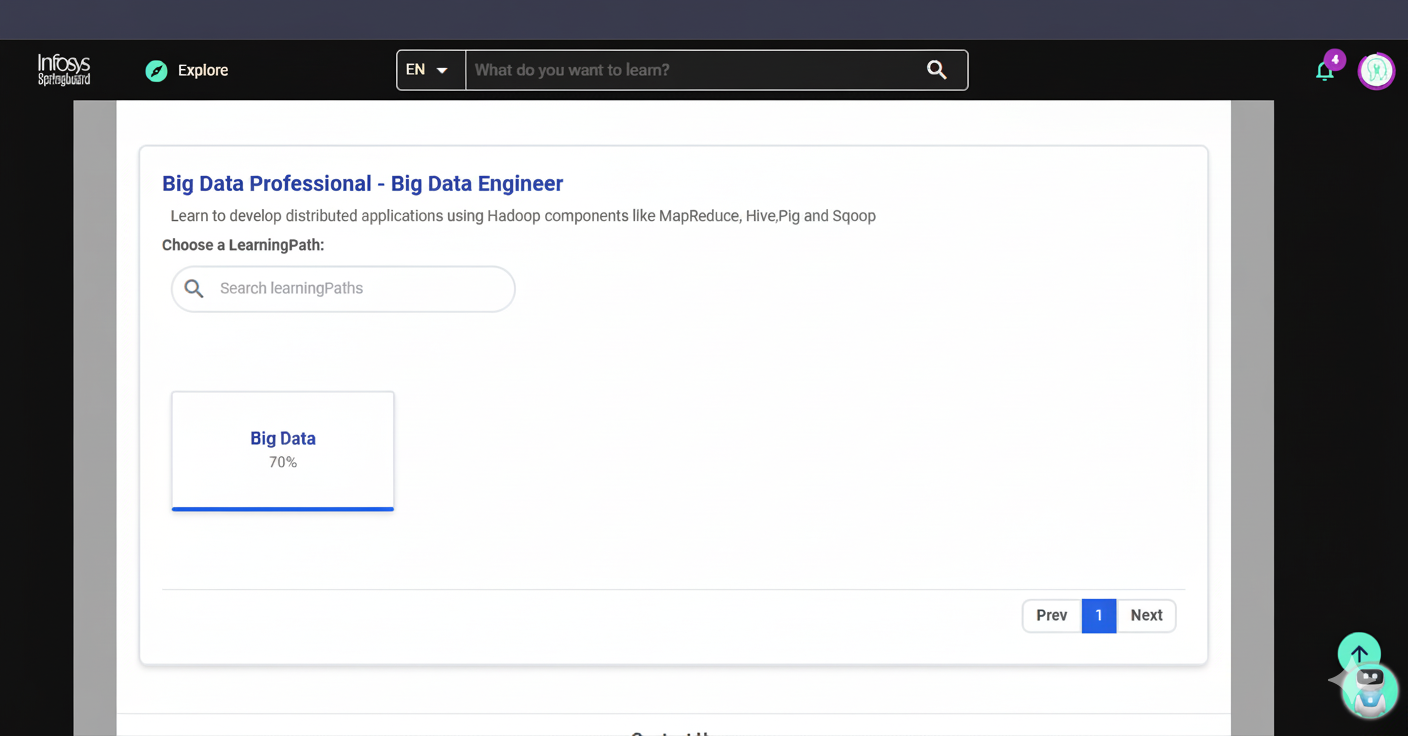 Infosys
Springboard
Explore
EN
What do you want to learn?
4
Big Data Professional - Big Data Engineer
Learn to develop distributed applications using Hadoop components like MapReduce, Hive,Pig and Sqoop
Choose a LearningPath:
Search learningPaths
Big Data
70%
Prev 1 Next